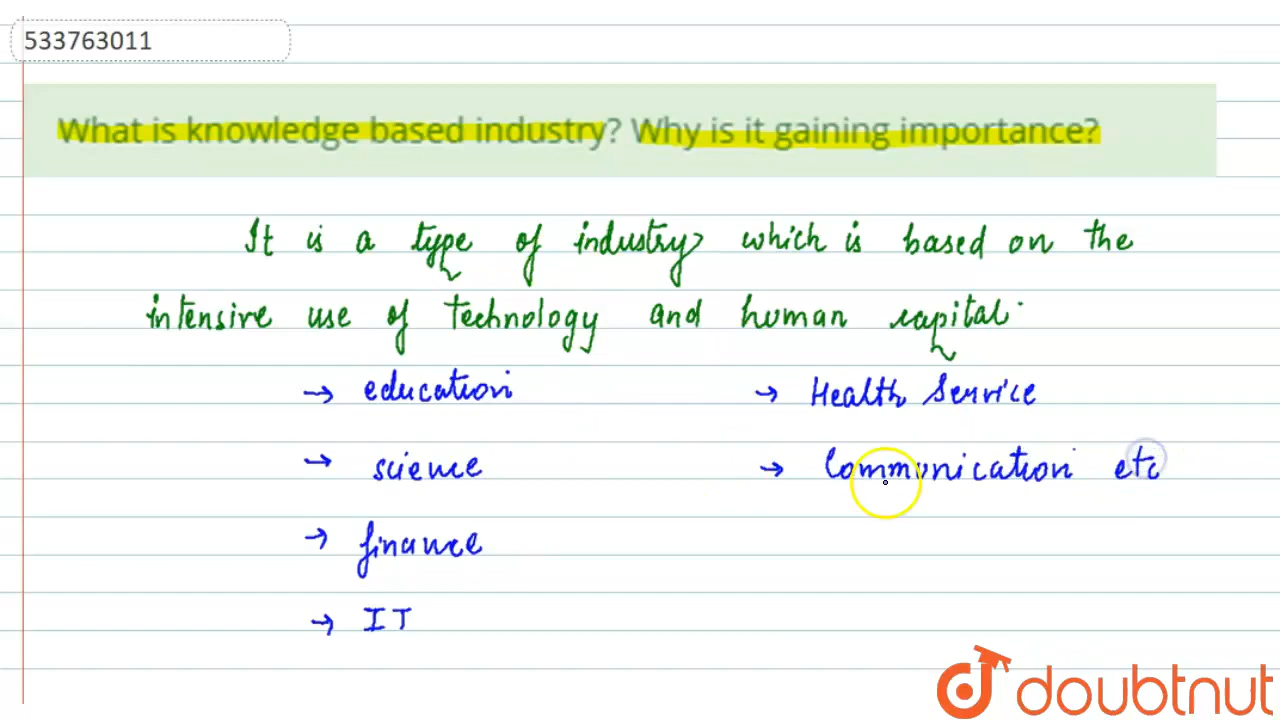 533763011
What is knowledge based industry? Why is it gaining importance?
It is a type of industry which is based on the
intensive use of technology and human capital.
→ education
→ science
→ finance
→ IT
→ Health Service
→ Communication etc
doubtnut